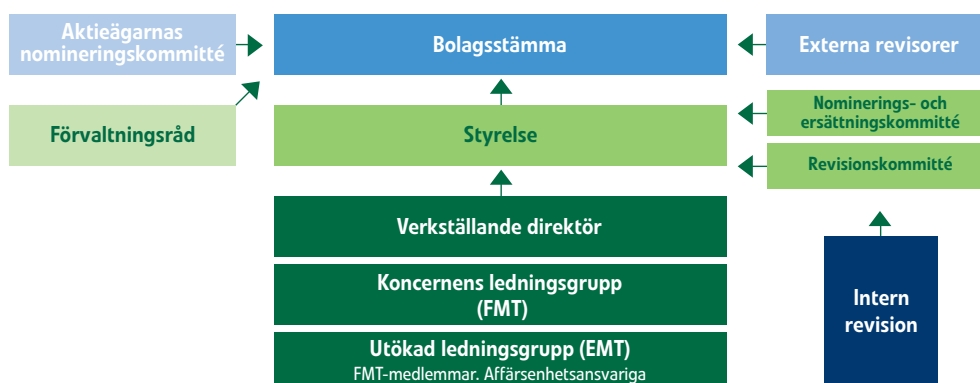 Aktieägarnas
nomineringskommitté
Bolagsstämma
Externa revisorer
Förvaltningsråd
Styrelse
Nominerings- och
ersättningskommitté
Revisionskommitté
Verkställande direktör
Koncernens ledningsgrupp
(FMT)
Utökad ledningsgrupp (EMT)
FMT-medlemmar. Affärsenhetsansvariga
Intern
revision